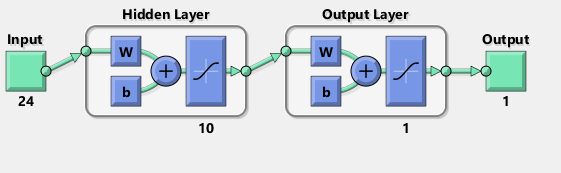 Hidden Layer
Output Layer
Input
Output
W
W
b
b
24
1
10
1